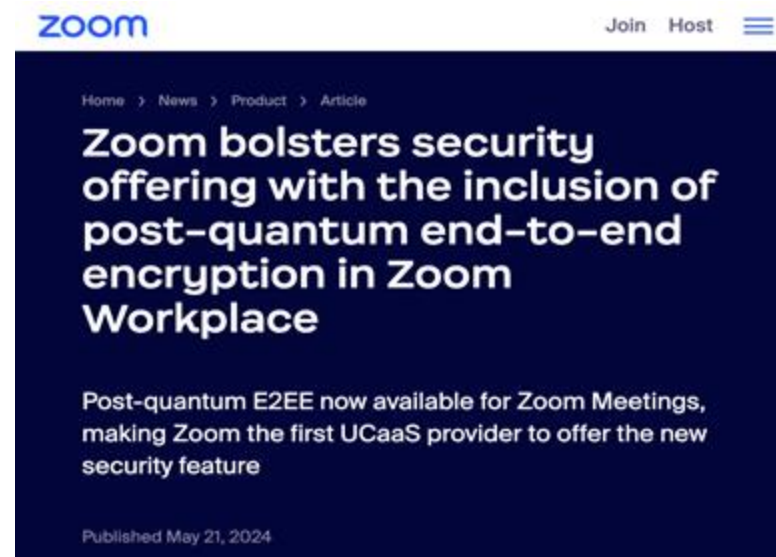 zoom
Join Host
Home > News > Product > Article
Zoom bolsters security
offering with the inclusion of
post-quantum end-to-end
encryption in Zoom
Workplace
Post-quantum E2EE now available for Zoom Meetings,
making Zoom the first UCaaS provider to offer the new
security feature
Published May 21, 2024